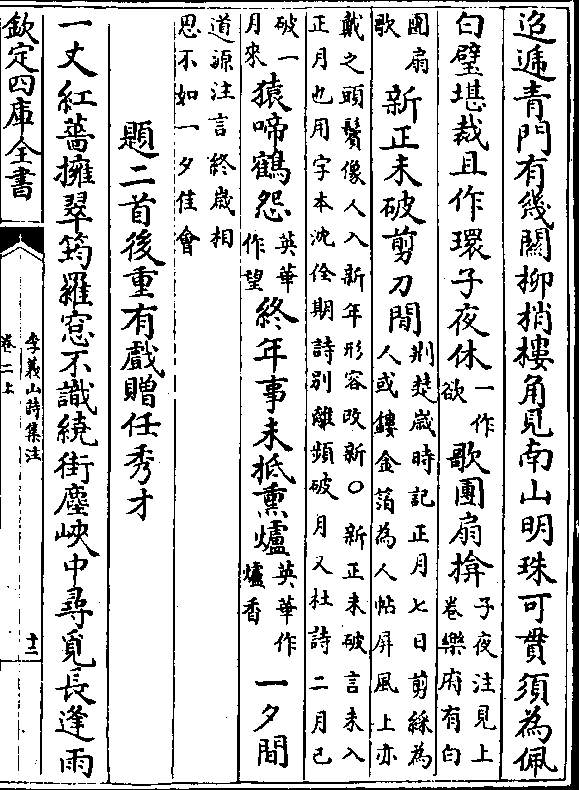 迢遞青門有幾關柳梢樓角見南山明珠可貫須為佩
白璧堪裁且作環子夜休一作欲歌團扇揜子夜注見上卷樂府有白
團扇歌新正未破剪刀間荆楚歲時記正月七日剪綵為人或鏤金箔為人帖屏風上亦
戴之頭鬢像人入新年形容改新○新正未破言未入正月也用字本沈佺期詩別離頻破月又杜詩二月已
破一月來猿啼鶴怨英華作望終年事未抵熏爐英華作爐香一夕間
道源注言終歲相思不如一夕佳會
題二首後重有戲贈任秀才
一丈紅薔擁翠筠羅窓不識繞街塵峽中尋覓長逢雨
欽定四庫全書
李義山詩集注
卷二上
十二